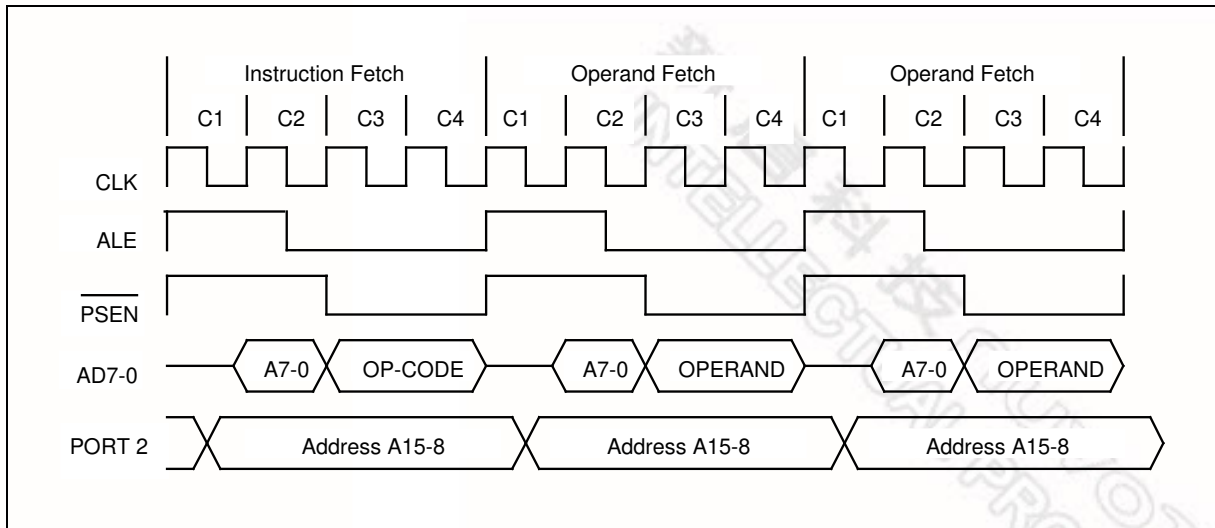 Instruction Fetch Operand Fetch Operand Fetch
C1 C2 C3 C4 C1 C2 C3 C4 C1 C2 C3 C4
CLK
ALE
PSEN
AD7-0 A7-0 OP-CODE A7-0 OPERAND A7-0 OPERAND
PORT 2 Address A15-8 Address A15-8 Address A15-8
INTELLECTUAL